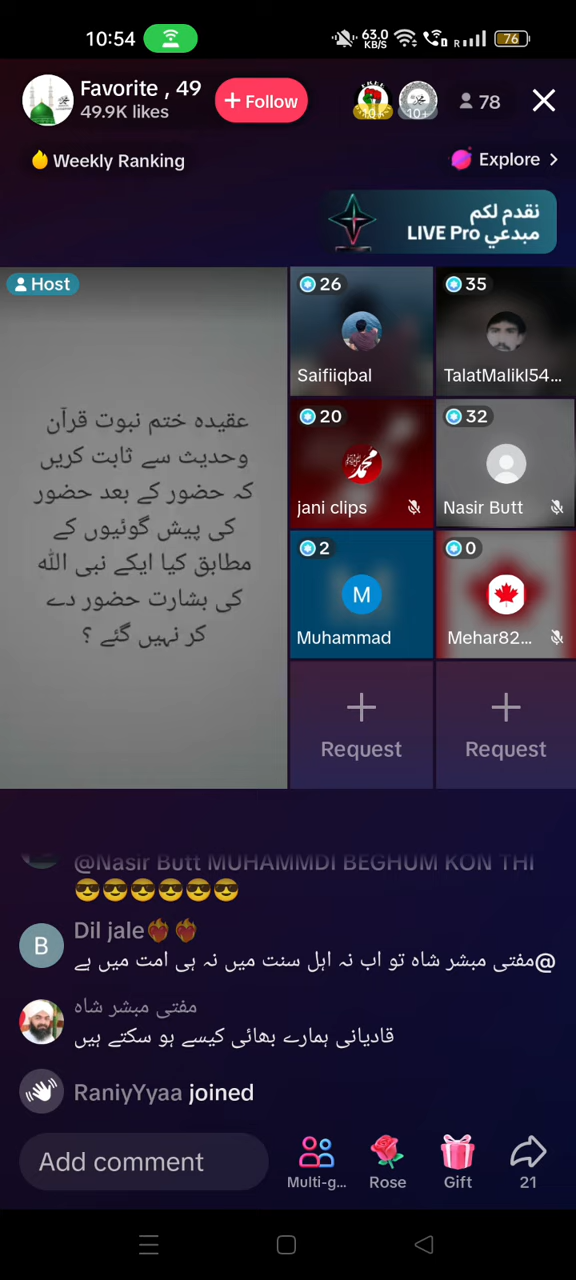 10:54
63.0 KB/S
R
76
Favorite , 49
49.9K likes
+ Follow
10+
78
Weekly Ranking
Explore >
نقدم لكم
مبدعي LIVE Pro
Host
عقیدہ ختم نبوت قرآن
وحدیث سے ثابت کریں
کہ حضور کے بعد حضور
کی پیش گوئیوں کے
مطابق کیا ایکے نبی اللہ
کی بشارت حضور دے
کر نہیں گئے ؟
26
Saifiiqbal
35
TalatMalikl54...
20
jani clips
32
Nasir Butt
2
M
Muhammad
0
Mehar82...
Request
Request
@Nasir Butt MUHAMMDI BEGHUM KON THI
😎😎😎😎😎😎
B
Dil jale❤️‍🔥❤️‍🔥
@مفتی مبشر شاہ تو اب نہ اہل سنت میں نہ ہی امت میں ہے
مفتی مبشر شاہ
قادیانی ہمارے بھائی کیسے ہو سکتے ہیں
RaniyYyaa joined
Add comment
Multi-g...
Rose
Gift
21